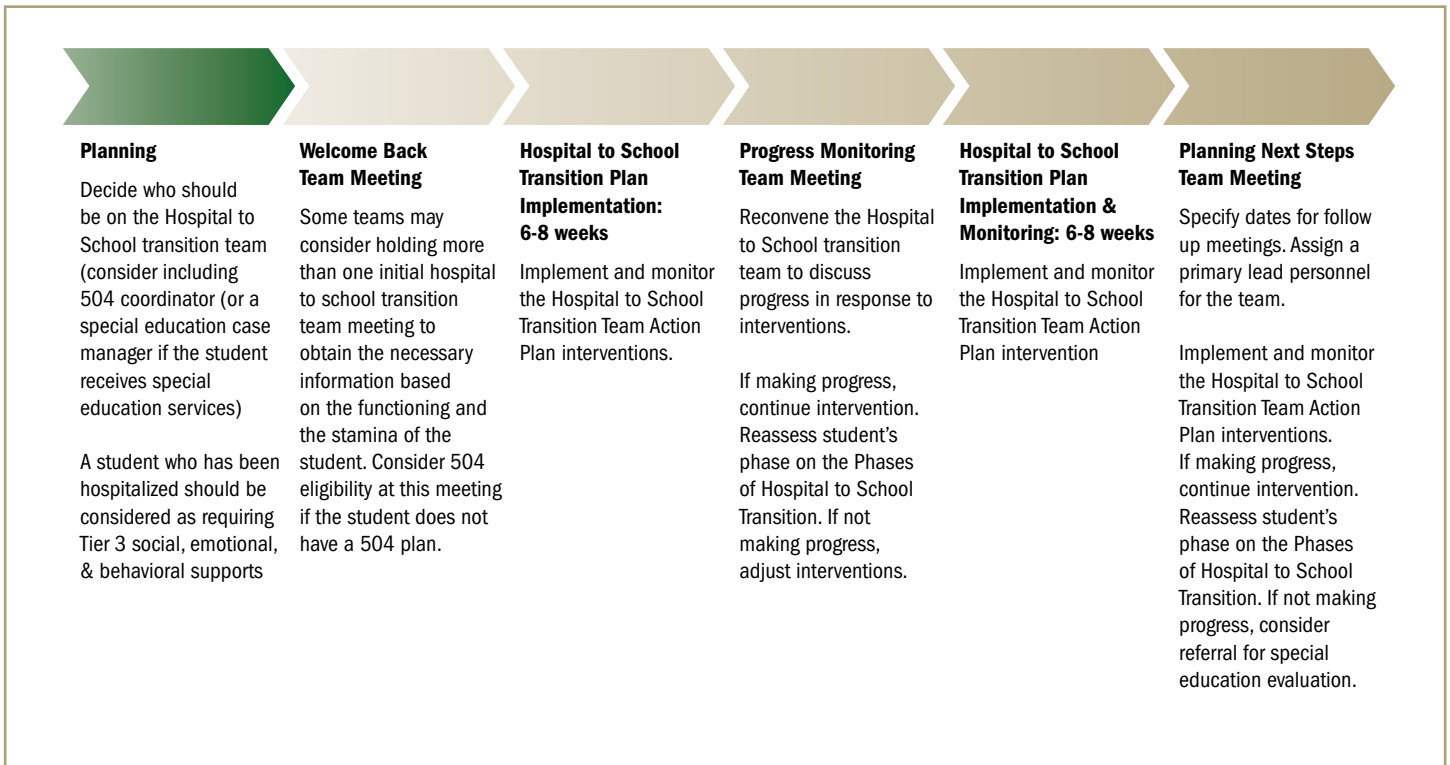 Planning
Decide who should
be on the Hospital to
School transition team
(consider including
504 coordinator (or a
special education case
manager if the student
receives special
education services)
A student who has been
hospitalized should be
considered as requiring
Tier 3 social, emotional,
& behavioral supports
Welcome Back
Team Meeting
Some teams may
consider holding more
than one initial hospital
to school transition
team meeting to
obtain the necessary
information based
on the functioning and
the stamina of the
student. Consider 504
eligibility at this meeting
if the student does not
have a 504 plan.
Hospital to School
Transition Plan
Implementation:
6-8 weeks
Implement and monitor
the Hospital to School
Transition Team Action
Plan interventions.
Progress Monitoring
Team Meeting
Reconvene the Hospital
to School transition
team to discuss
progress in response to
interventions.
If making progress,
continue intervention.
Reassess student’s
phase on the Phases
of Hospital to School
Transition. If not
making progress,
adjust interventions.
Hospital to School
Transition Plan
Implementation &
Monitoring: 6-8 weeks
Implement and monitor
the Hospital to School
Transition Team Action
Plan intervention
Planning Next Steps
Team Meeting
Specify dates for follow
up meetings. Assign a
primary lead personnel
for the team.
Implement and monitor
the Hospital to School
Transition Team Action
Plan interventions.
If making progress,
continue intervention.
Reassess student’s
phase on the Phases
of Hospital to School
Transition. If not making
progress, consider
referral for special
education evaluation.